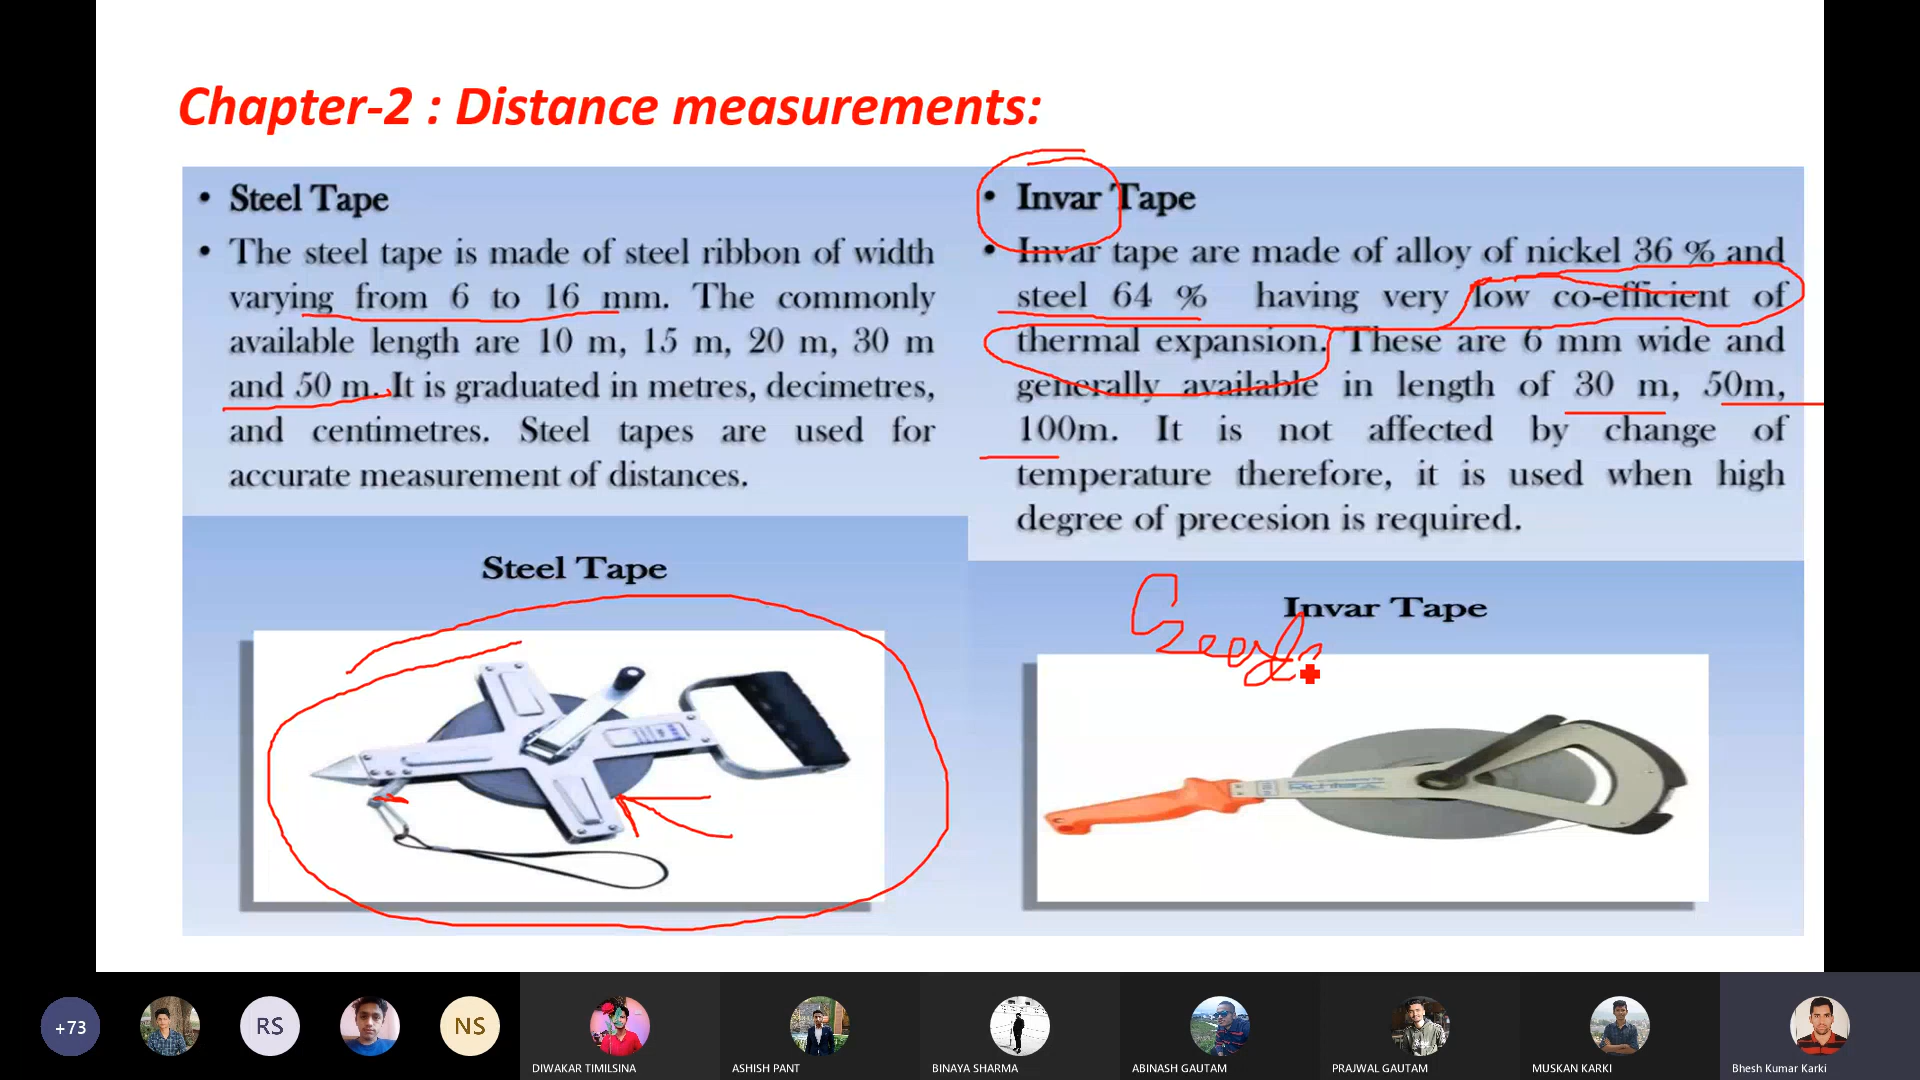 Chapter-2 : Distance measurements:
• Steel Tape
• The steel tape is made of steel ribbon of width
varying from 6 to 16 mm. The commonly
available length are 10 m, 15 m, 20 m, 30 m
and 50 m. It is graduated in metres, decimetres,
and centimetres. Steel tapes are used for
accurate measurement of distances.
• Invar Tape
• Invar tape are made of alloy of nickel 36 % and
steel 64 % having very low co-efficient of
thermal expansion. These are 6 mm wide and
generally available in length of 30 m, 50m,
100m. It is not affected by change of
temperature therefore, it is used when high
degree of precesion is required.
Steel Tape
Invar Tape
Richter
+73
RS
NS
DIWAKAR TIMILSINA
ASHISH PANT
BINAYA SHARMA
ABINASH GAUTAM
PRAJWAL GAUTAM
MUSKAN KARKI
Bhesh Kumar Karki